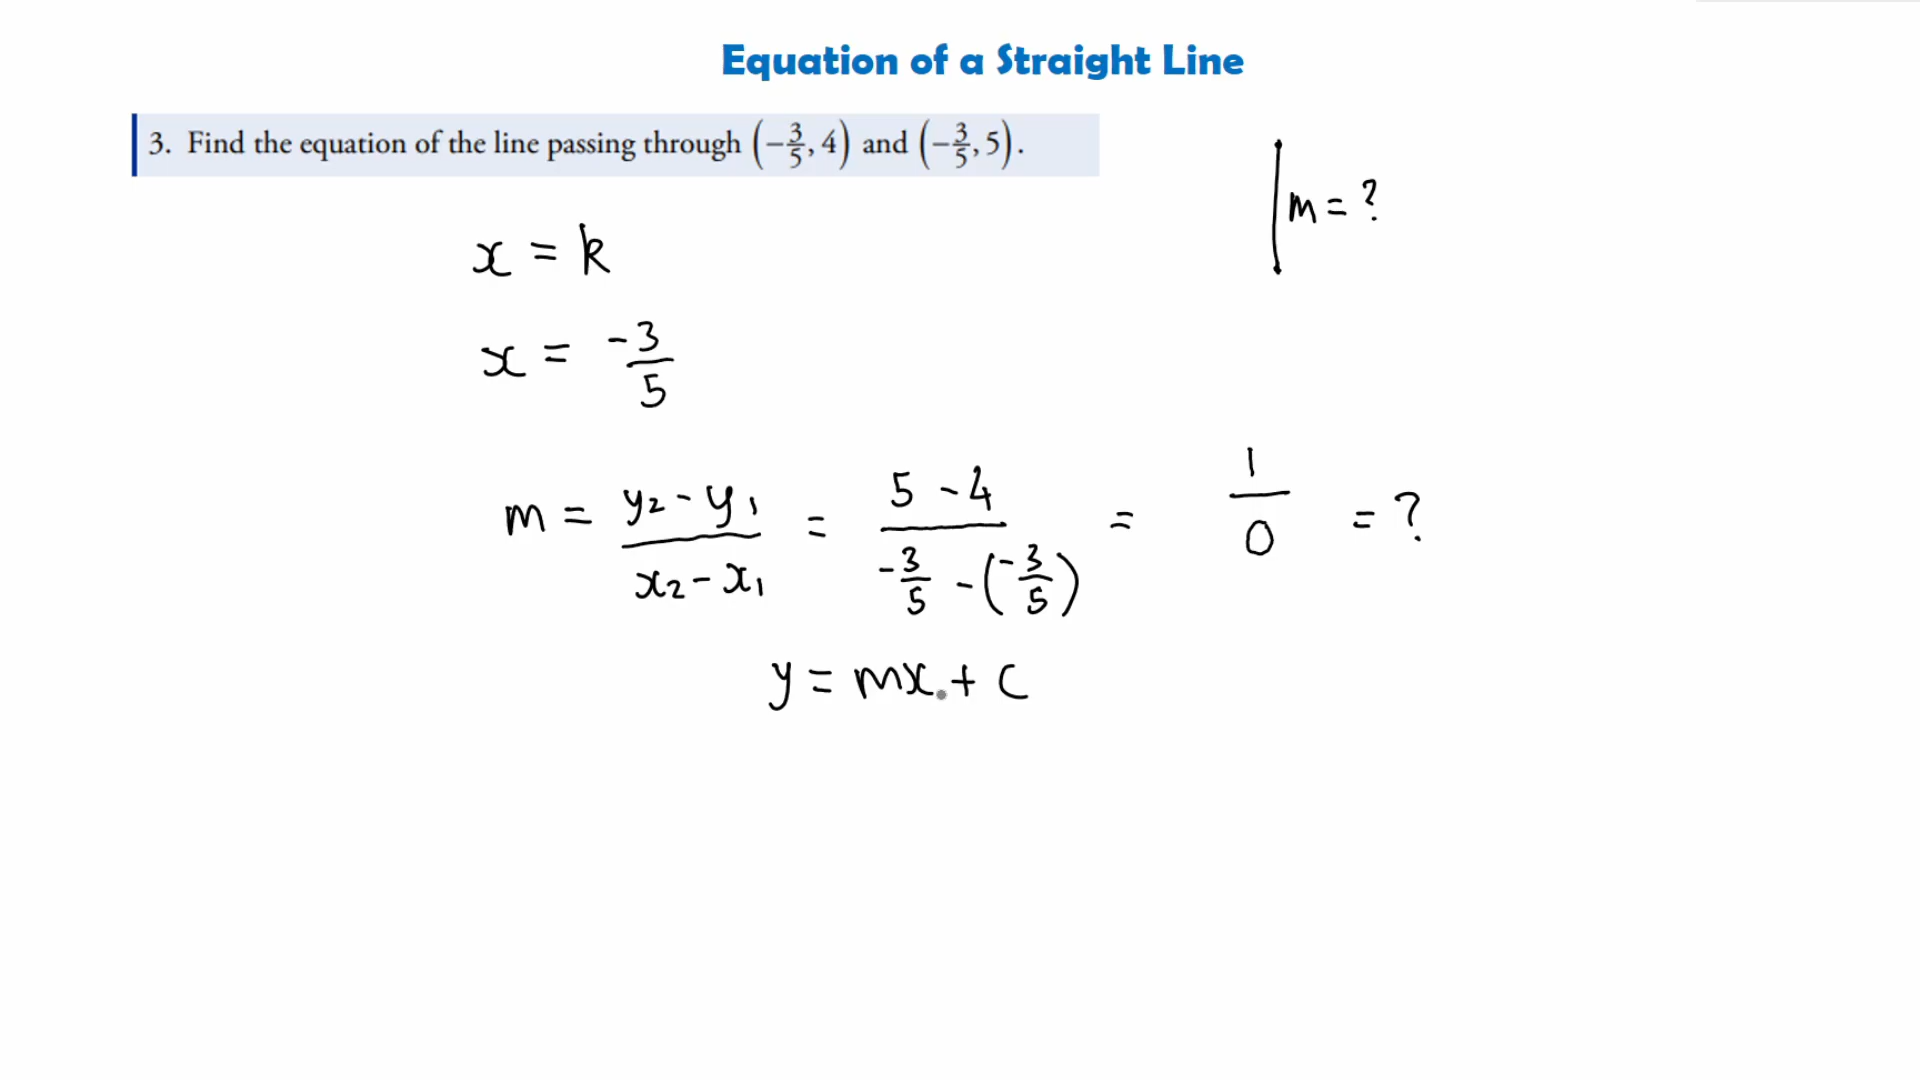 Equation of a Straight Line
3. Find the equation of the line passing through (-3/5, 4) and (-3/5, 5).
m = ?
x = k
x = -3/5
m = (y₂ - y₁)/(x₂ - x₁) = (5 - 4)/(-3/5 - (-3/5)) = 1/0 = ?
y = mx + c